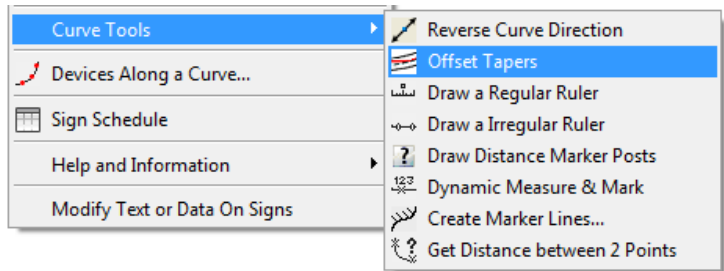 Curve Tools
Devices Along a Curve...
Sign Schedule
Help and Information
Modify Text or Data On Signs
Reverse Curve Direction
Offset Tapers
Draw a Regular Ruler
Draw a Irregular Ruler
Draw Distance Marker Posts
123 Dynamic Measure & Mark
Create Marker Lines...
Get Distance between 2 Points